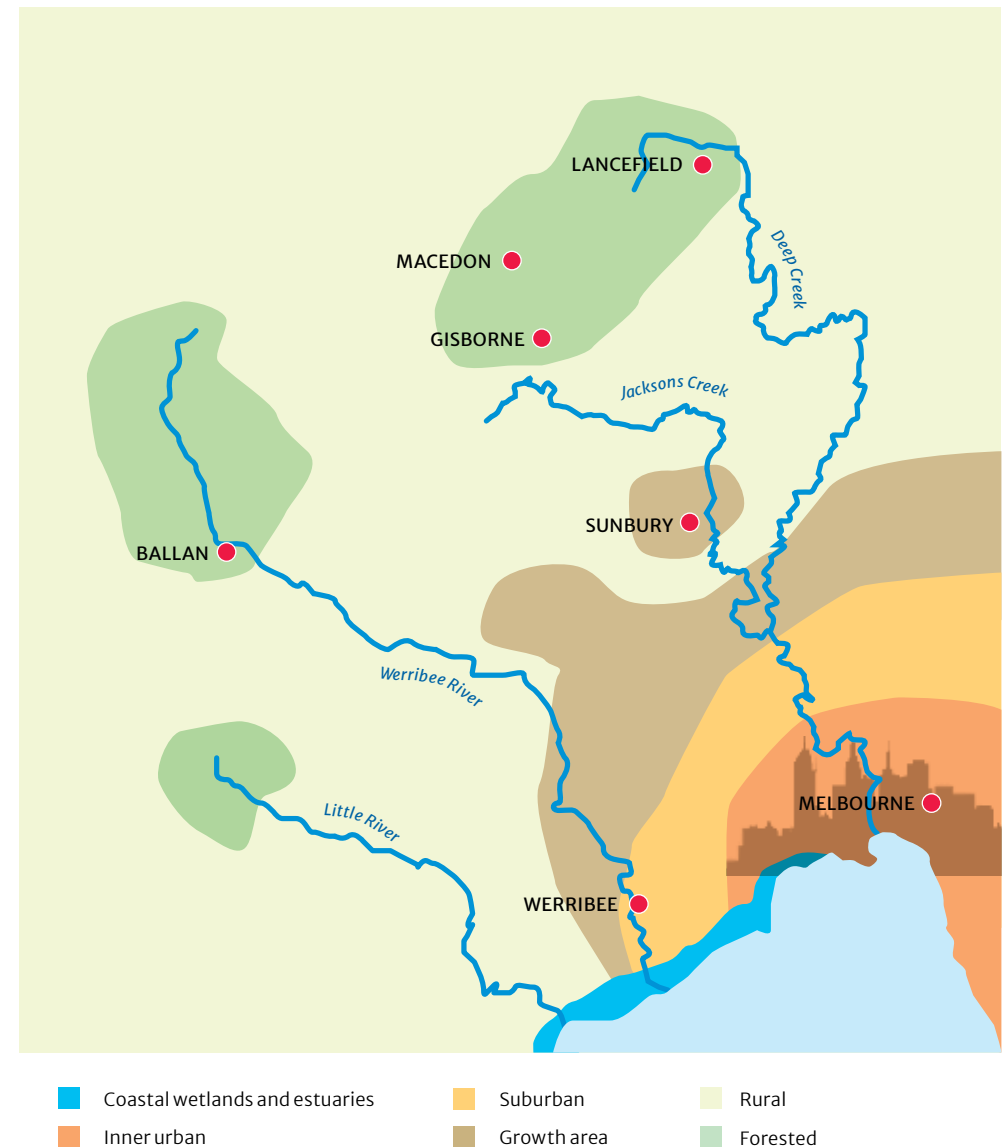 LANCEFIELD
Deep Creek
MACEDON
GISBORNE
Jacksons Creek
SUNBURY
BALLAN
Werribee River
MELBOURNE
Little River
WERRIBEE
Coastal wetlands and estuaries
Suburban
Rural
Inner urban
Growth area
Forested